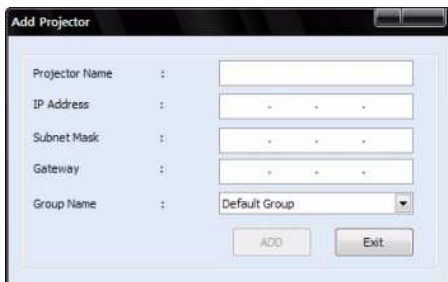 Add Projector
Projector Name :
IP Address : . . .
Subnet Mask : . . .
Gateway : . . .
Group Name : Default Group
ADD Exit